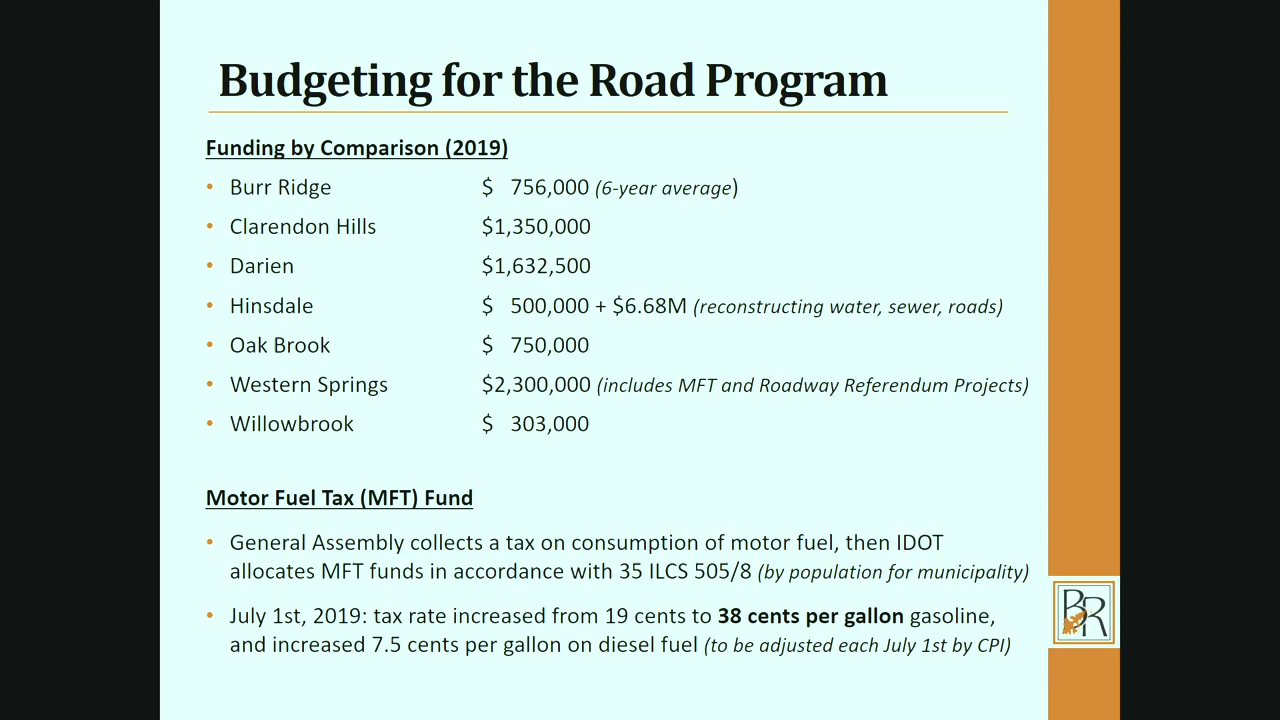 Budgeting for the Road Program
Funding by Comparison (2019)
• Burr Ridge $ 756,000 (6-year average)
• Clarendon Hills $1,350,000
• Darien $1,632,500
• Hinsdale $ 500,000 + $6.68M (reconstructing water, sewer, roads)
• Oak Brook $ 750,000
• Western Springs $2,300,000 (includes MFT and Roadway Referendum Projects)
• Willowbrook $ 303,000
Motor Fuel Tax (MFT) Fund
• General Assembly collects a tax on consumption of motor fuel, then IDOT
allocates MFT funds in accordance with 35 ILCS 505/8 (by population for municipality)
• July 1st, 2019: tax rate increased from 19 cents to 38 cents per gallon gasoline,
and increased 7.5 cents per gallon on diesel fuel (to be adjusted each July 1st by CPI)
BR